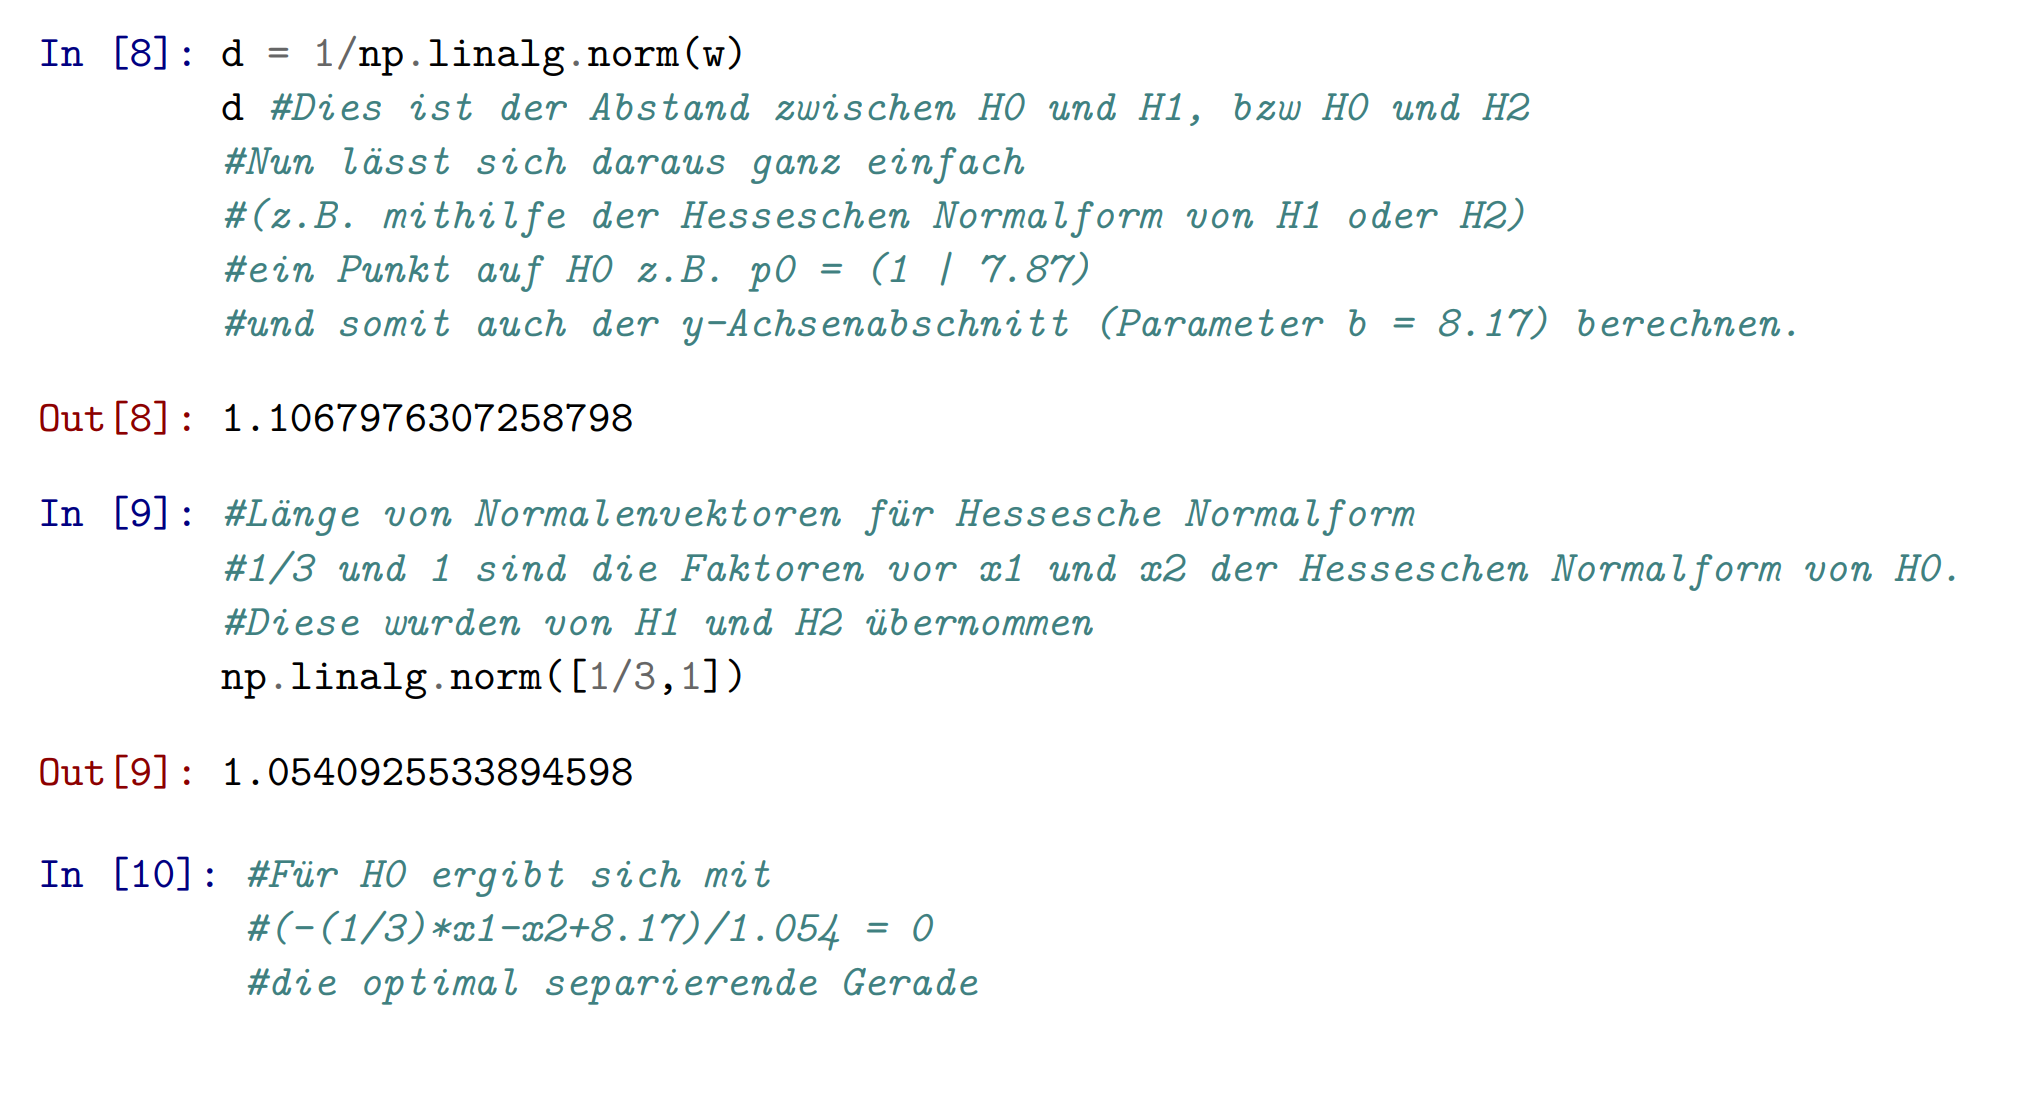 In [8]: d = 1/np.linalg.norm(w)
d #Dies ist der Abstand zwischen H0 und H1, bzw H0 und H2
#Nun lässt sich daraus ganz einfach
#(z.B. mithilfe der Hesseschen Normalform von H1 oder H2)
#ein Punkt auf H0 z.B. p0 = (1 | 7.87)
#und somit auch der y-Achsenabschnitt (Parameter b = 8.17) berechnen.
Out[8]: 1.1067976307258798
In [9]: #Länge von Normalenvektoren für Hessesche Normalform
#1/3 und 1 sind die Faktoren vor x1 und x2 der Hesseschen Normalform von H0.
#Diese wurden von H1 und H2 übernommen
np.linalg.norm([1/3,1])
Out[9]: 1.0540925533894598
In [10]: #Für H0 ergibt sich mit
#(-(1/3)*x1-x2+8.17)/1.054 = 0
#die optimal separierende Gerade